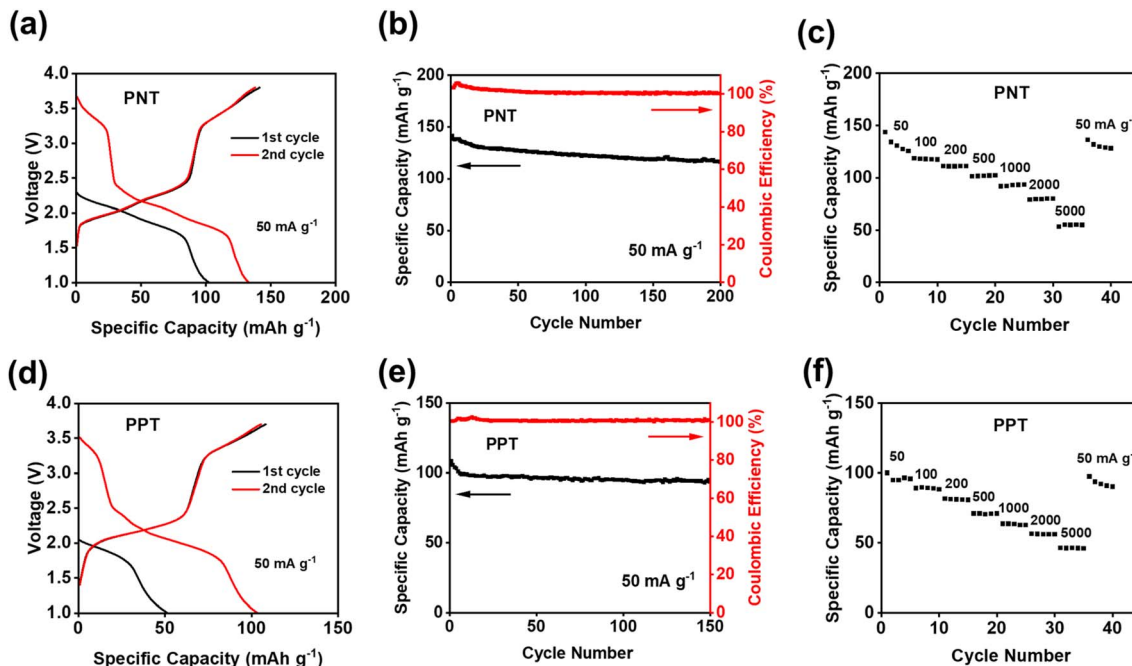 (a)
4.0
3.5
3.0
2.5
2.0
1.5
1.0
Voltage (V)
PNT
1st cycle
2nd cycle
50 mA g⁻¹
0
50
100
150
200
Specific Capacity (mAh g⁻¹)
(b)
200
150
100
50
0
Specific Capacity (mAh g⁻¹)
PNT
50 mA g⁻¹
100
80
60
40
20
0
Coulombic Efficiency (%)
0
50
100
150
200
Cycle Number
(c)
200
150
100
50
0
Specific Capacity (mAh g⁻¹)
PNT
50
100
200
500
1000
2000
5000
50 mA g⁻
0
10
20
30
40
Cycle Number
(d)
4.0
3.5
3.0
2.5
2.0
1.5
1.0
Voltage (V)
PPT
1st cycle
2nd cycle
50 mA g⁻¹
0
50
100
150
Specific Capacity (mAh g⁻¹)
(e)
150
100
50
0
Specific Capacity (mAh g⁻¹)
PPT
50 mA g⁻¹
100
80
60
40
20
0
Coulombic Efficiency (%)
0
50
100
150
Cycle Number
(f)
150
100
50
0
Specific Capacity (mAh g⁻¹)
PPT
50
100
200
500
1000
2000
5000
50 mA g⁻
0
10
20
30
40
Cycle Number